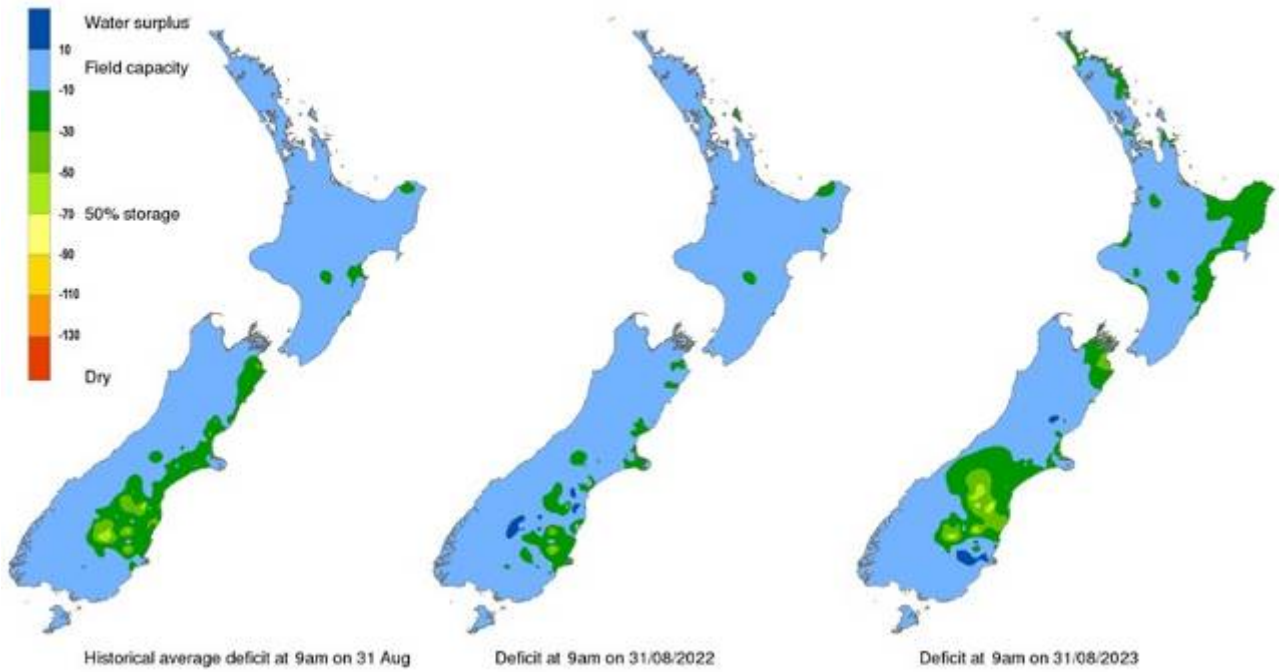 Water surplus
10
Field capacity
-10
-30
-50
-70
50% storage
-90
-110
-130
Dry
Historical average deficit at 9am on 31 Aug
Deficit at 9am on 31/08/2022
Deficit at 9am on 31/08/2023